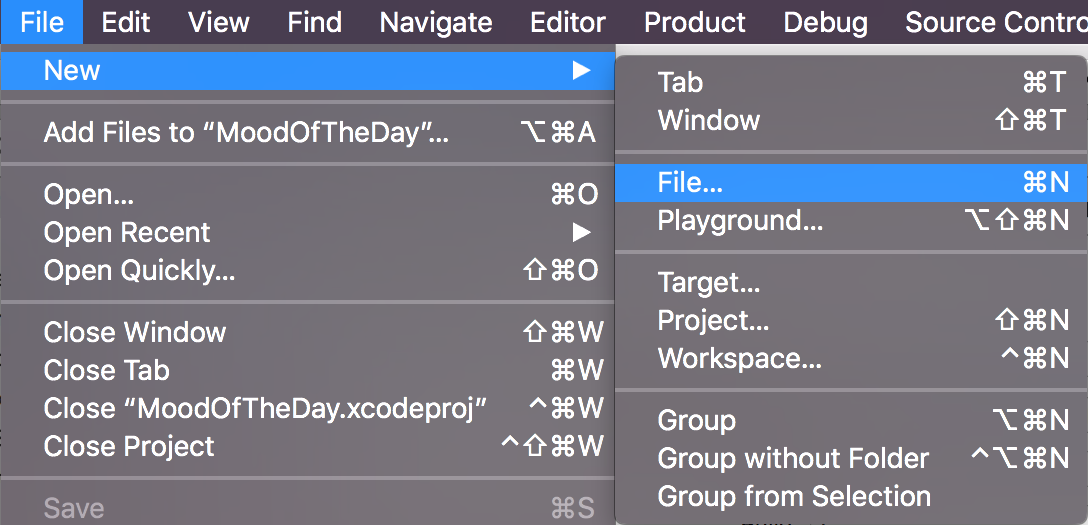 File Edit View Find Navigate Editor Product Debug Source Contro
New ▶
Add Files to “MoodOfTheDay”... ⌥⌘A
Open... ⌘O
Open Recent ▶
Open Quickly... ⇧⌘O
Close Window ⇧⌘W
Close Tab ⌘W
Close “MoodOfTheDay.xcodeproj” ^⌘W
Close Project ^⇧⌘W
Save ⌘S
Tab ⌘T
Window ⇧⌘T
File... ⌘N
Playground... ⌥⇧⌘N
Target...
Project... ⇧⌘N
Workspace... ^⌘N
Group ⌥⌘N
Group without Folder ^⌥⌘N
Group from Selection